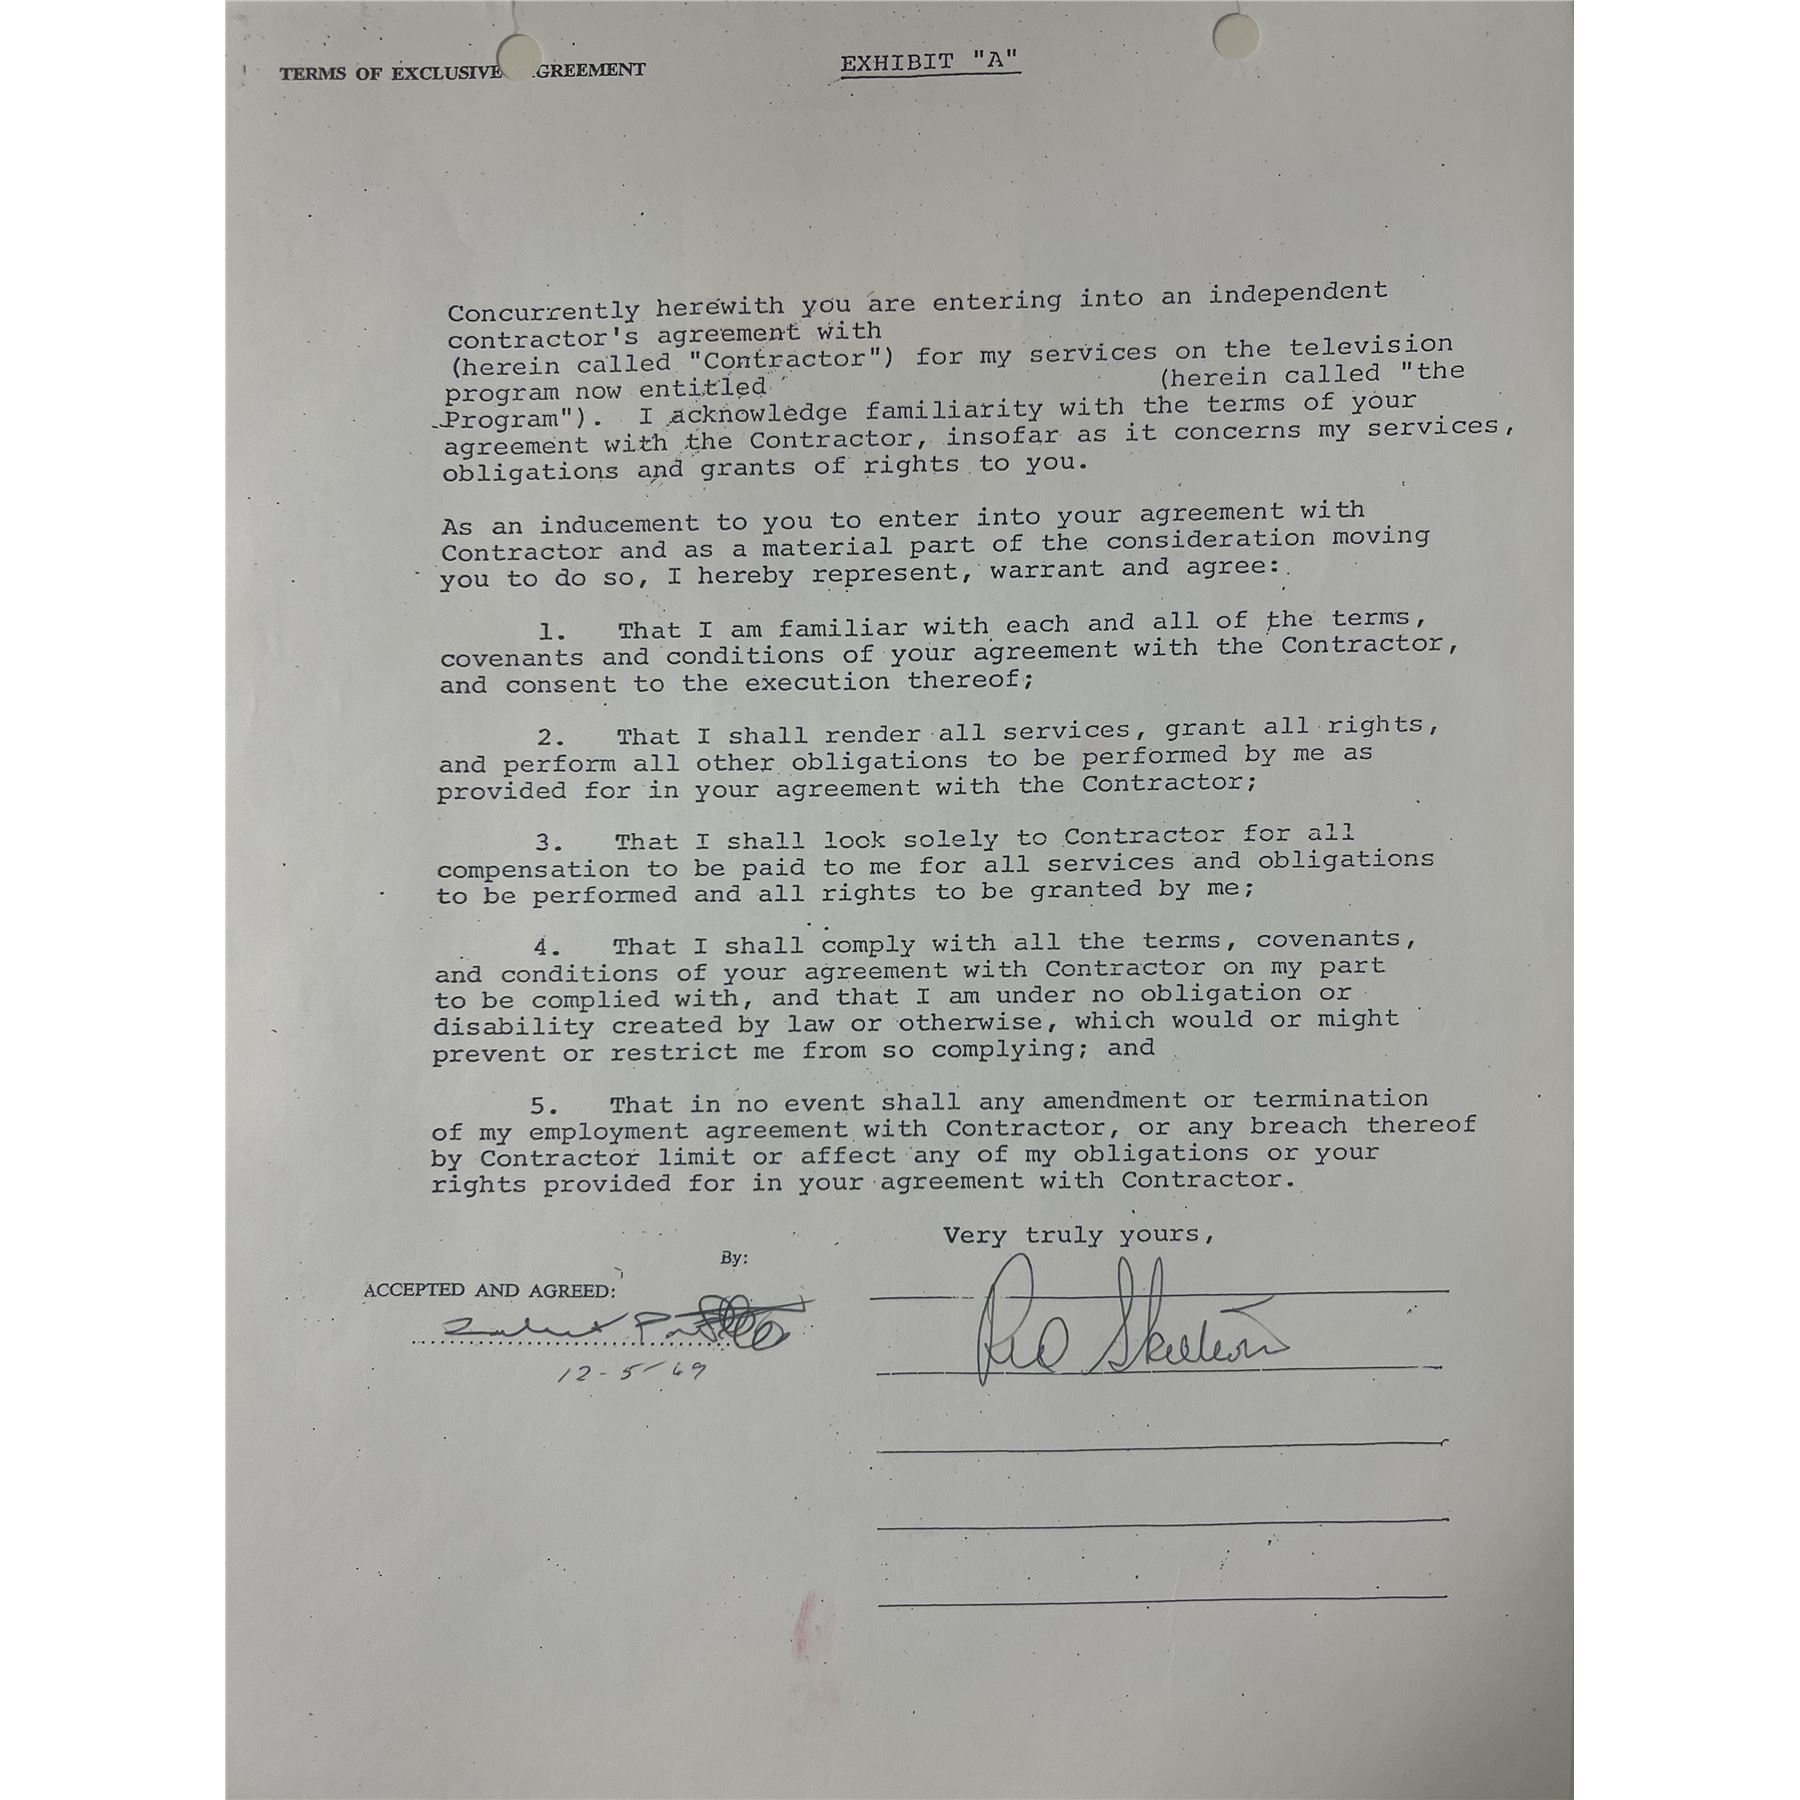 TERMS OF EXCLUSIVE GREEMENT
EXHIBIT "A"
Concurrently herewith you are entering into an independent
contractor's agreement with
(herein called "Contractor") for my services on the television
program now entitled (herein called "the
Program"). I acknowledge familiarity with the terms of your
agreement with the Contractor, insofar as it concerns my services,
obligations and grants of rights to you.
As an inducement to you to enter into your agreement with
Contractor and as a material part of the consideration moving
you to do so, I hereby represent, warrant and agree:
1. That I am familiar with each and all of the terms,
covenants and conditions of your agreement with the Contractor,
and consent to the execution thereof;
2. That I shall render all services, grant all rights,
and perform all other obligations to be performed by me as
provided for in your agreement with the Contractor;
3. That I shall look solely to Contractor for all
compensation to be paid to me for all services and obligations
to be performed and all rights to be granted by me;
4. That I shall comply with all the terms, covenants,
and conditions of your agreement with Contractor on my part
to be complied with, and that I am under no obligation or
disability created by law or otherwise, which would or might
prevent or restrict me from so complying; and
5. That in no event shall any amendment or termination
of my employment agreement with Contractor, or any breach thereof
by Contractor limit or affect any of my obligations or your
rights provided for in your agreement with Contractor.
Very truly yours,
By:
ACCEPTED AND AGREED:
Red Skelton
12-5-69